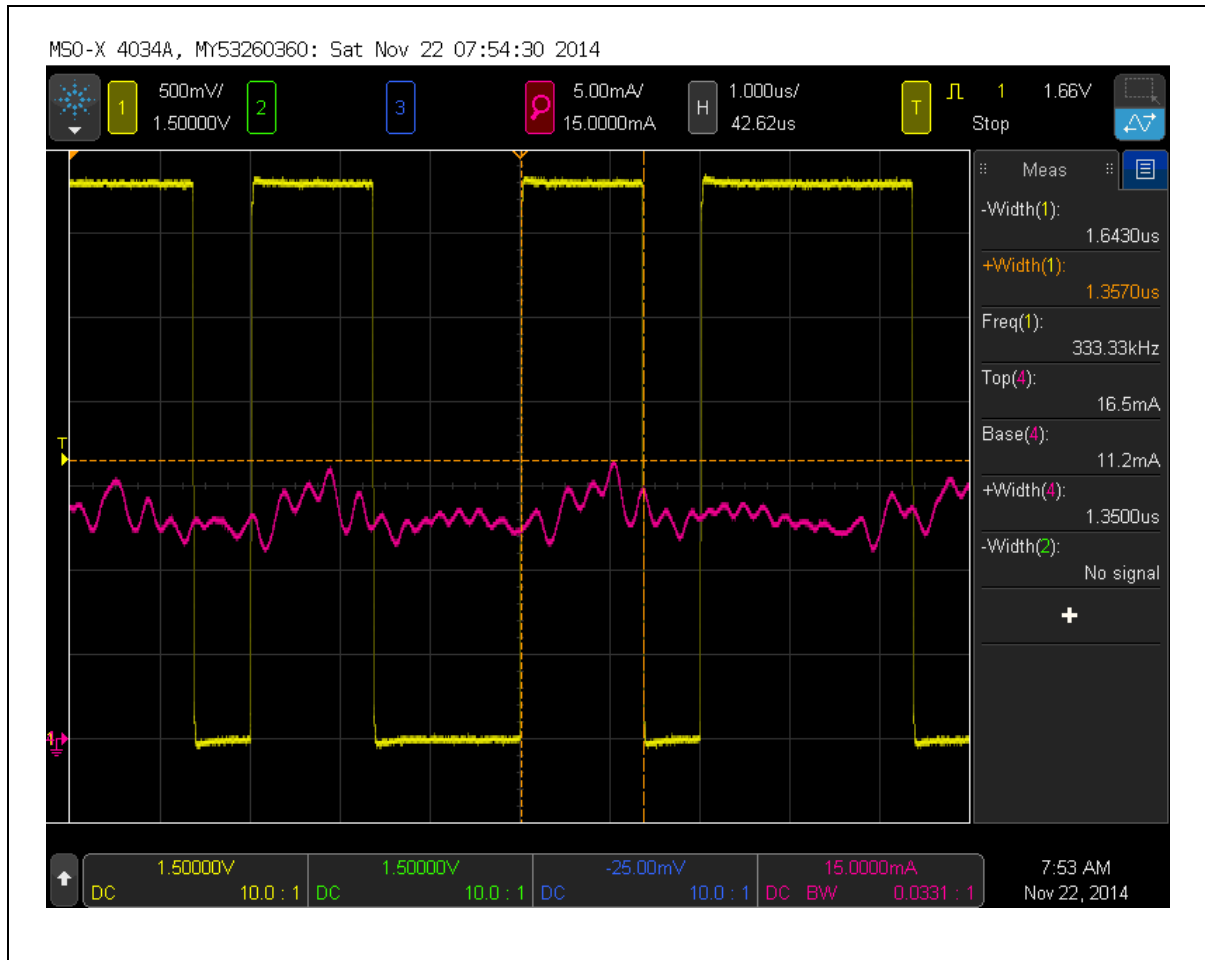 MSO-X 4034A, MY53260360: Sat Nov 22 07:54:30 2014
1 500mV/ 2 3 5.00mA/ H 1.000us/ T 1 1.66V
1.50000V 15.0000mA 42.62us Stop
Meas
-Width(1):
1.6430us
+Width(1):
1.3570us
Freq(1):
333.33kHz
Top(4):
16.5mA
Base(4):
11.2mA
+Width(4):
1.3500us
-Width(2):
No signal
T
1.50000V 1.50000V -25.00mV 15.0000mA 7:53 AM
DC 10.0 : 1 DC 10.0 : 1 DC 10.0 : 1 DC BW 0.0331 : 1 Nov 22, 2014